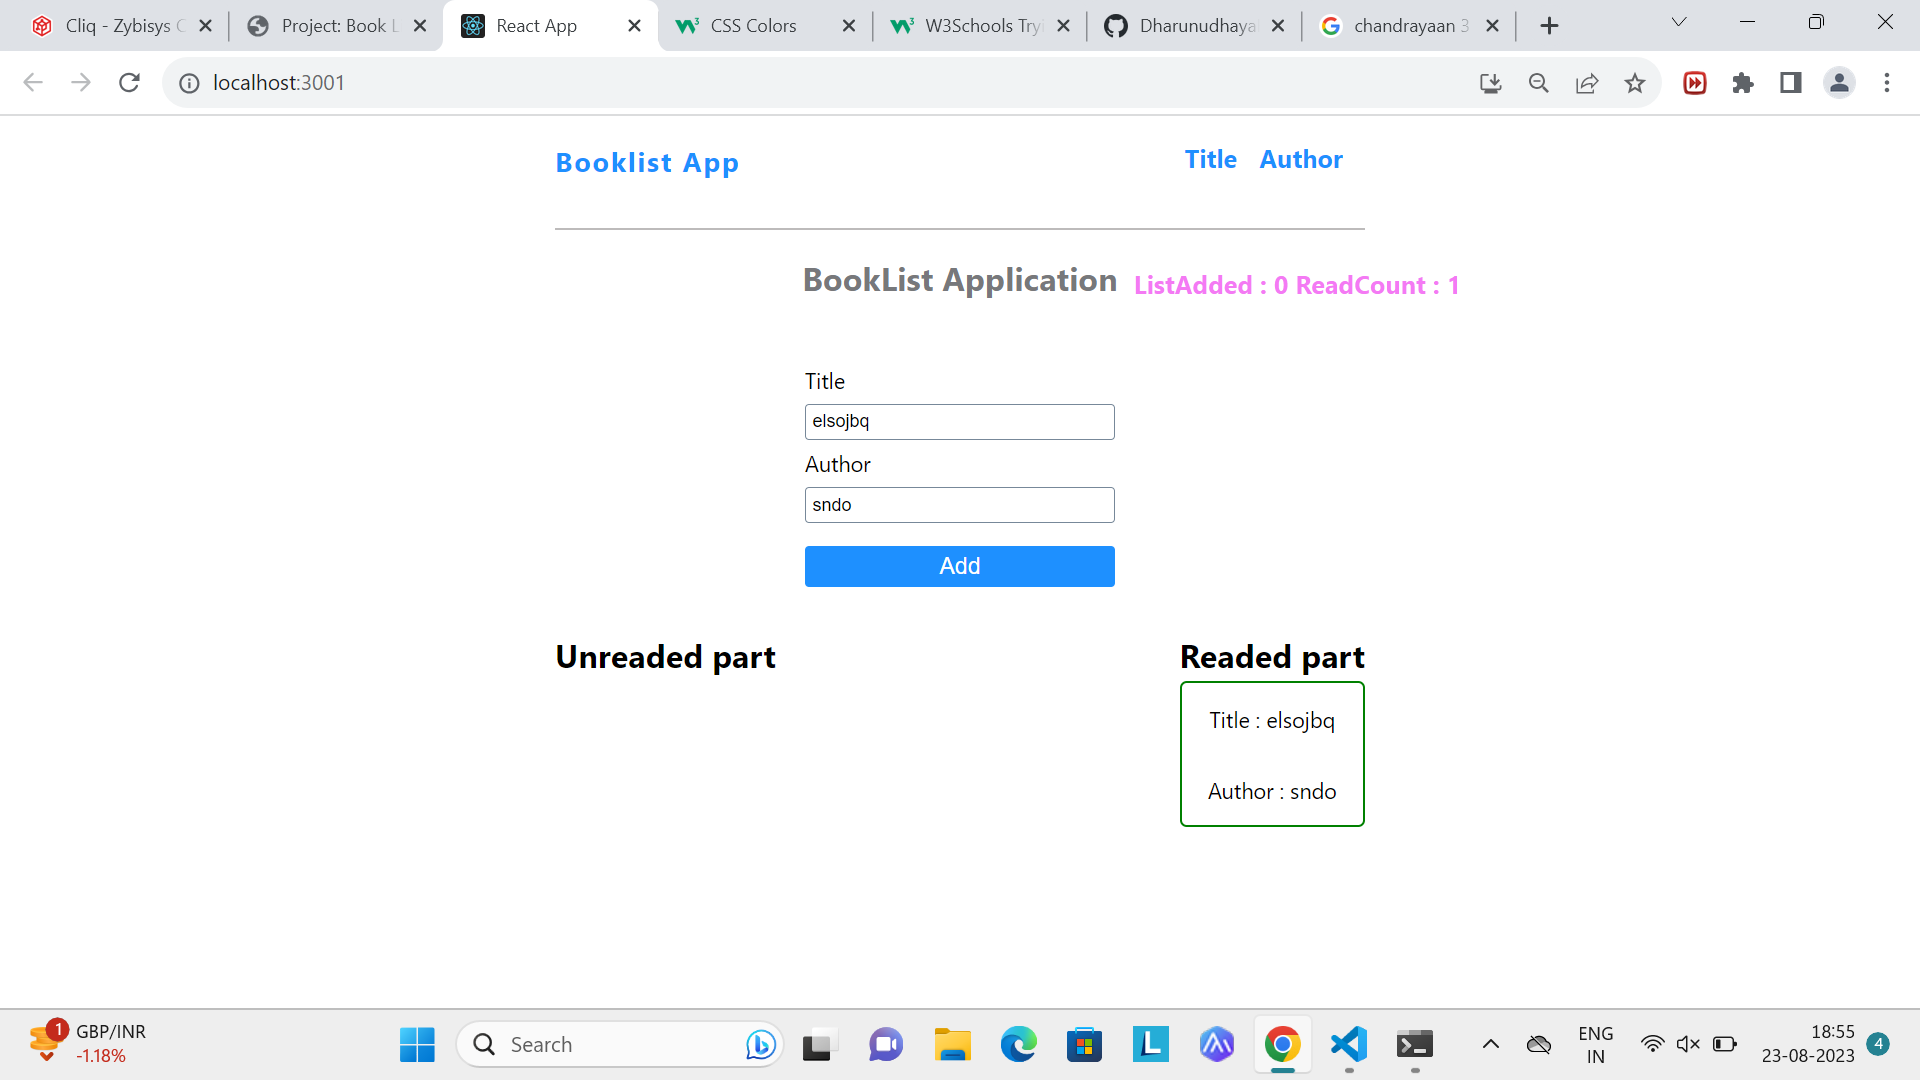 Cliq - Zybisys C
Project: Book L
React App
CSS Colors
W3Schools Tryi
Dharunudhaya
chandrayaan 3
localhost:3001
Booklist App
Title Author
BookList Application
ListAdded : 0 ReadCount : 1
Title
elsojbq
Author
sndo
Add
Unreaded part
Readed part
Title : elsojbq
Author : sndo
1
GBP/INR
-1.18%
Search
L
ENG
IN
18:55
23-08-2023
4